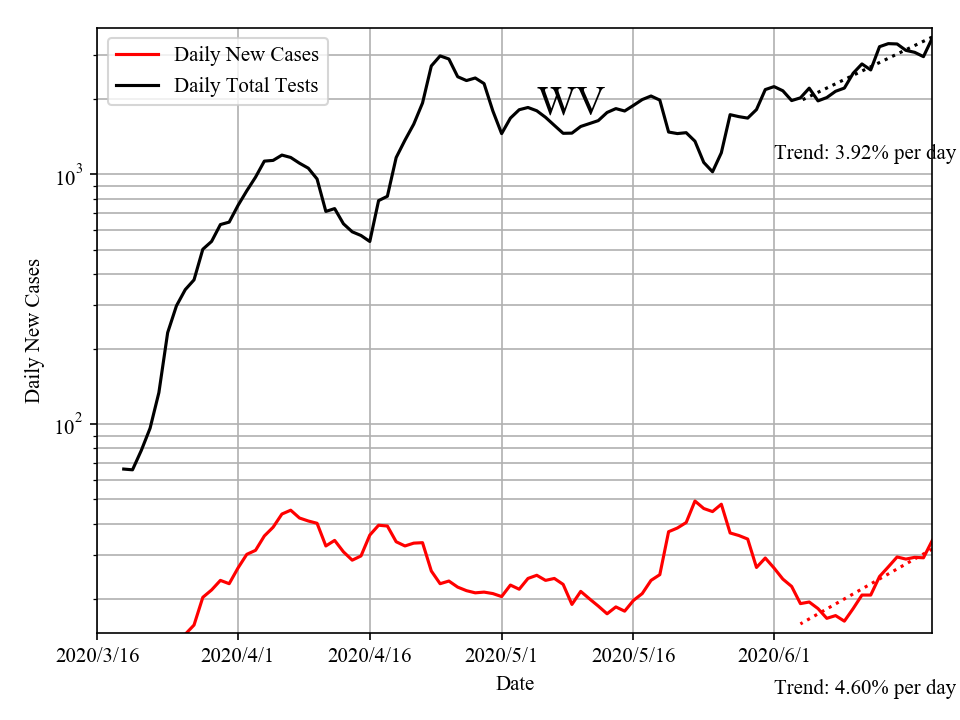 Daily New Cases
Daily Total Tests
WV
Trend: 3.92% per day
10³
10²
Daily New Cases
2020/3/16
2020/4/1
2020/4/16
2020/5/1
2020/5/16
2020/6/1
Date
Trend: 4.60% per day